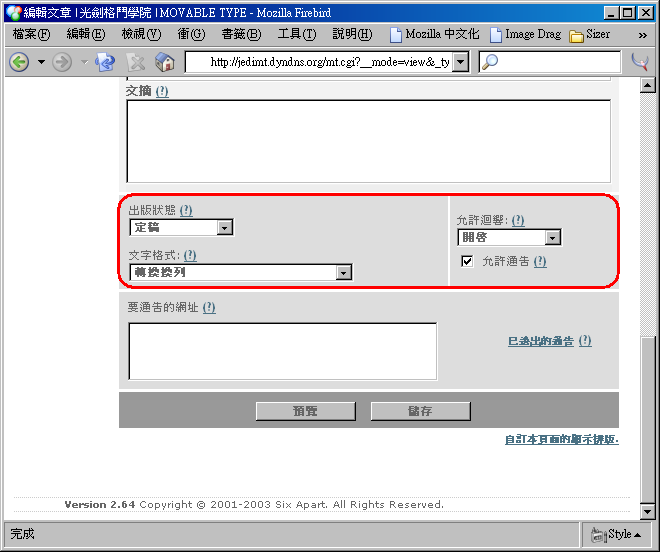 編輯文章 | 光劍格鬥學院 | MOVABLE TYPE - Mozilla Firebird
檔案(F) 編輯(E) 檢視(V) 衝(G) 書籤(B) 工具(T) 說明(H) Mozilla 中文化 Image Drag Sizer »
http://jedimt.dyndns.org/mt.cgi?__mode=view&_ty
文摘 (?)
出版狀態 (?)
定稿
允許迴響: (?)
開啓
文字格式: (?)
轉換換列
允許通告 (?)
要通告的網址 (?)
已送出的通告 (?)
預覽 儲存
自訂本頁面的顯示排版.
Version 2.64 Copyright © 2001-2003 Six Apart. All Rights Reserved.
完成
Style